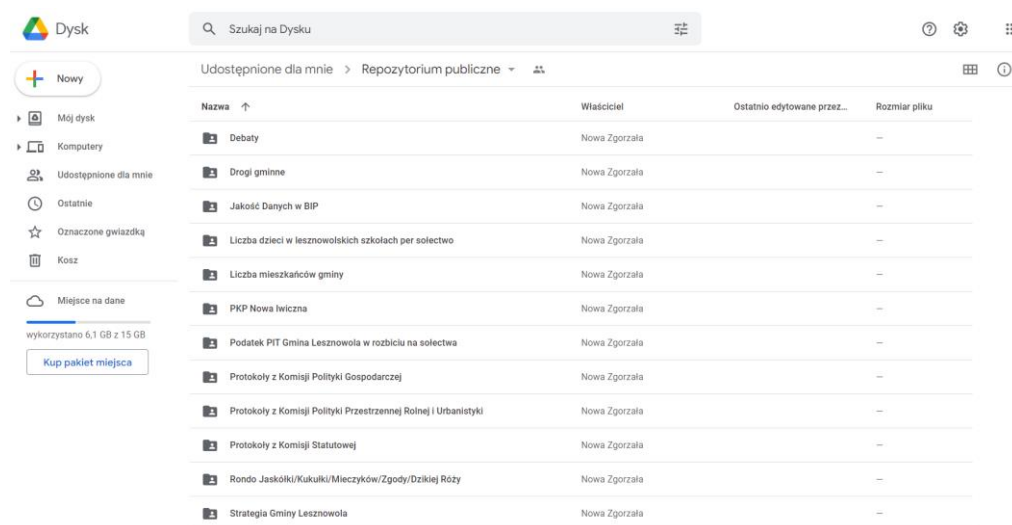 Dysk
Szukaj na Dysku
Nowy
Mój dysk
Komputery
Udostępnione dla mnie
Ostatnie
Oznaczone gwiazdką
Kosz
Miejsce na dane
wykorzystano 6,1 GB z 15 GB
Kup pakiet miejsca
Udostępnione dla mnie > Repozytorium publiczne
Nazwa Właściciel Ostatnio edytowane przez... Rozmiar pliku
Debaty Nowa Zgorzała —
Drogi gminne Nowa Zgorzała —
Jakość Danych w BIP Nowa Zgorzała —
Liczba dzieci w lesznowolskich szkołach per sołectwo Nowa Zgorzała —
Liczba mieszkańców gminy Nowa Zgorzała —
PKP Nowa Iwiczna Nowa Zgorzała —
Podatek PIT Gmina Lesznowola w rozbiciu na sołectwa Nowa Zgorzała —
Protokoły z Komisji Polityki Gospodarczej Nowa Zgorzała —
Protokoły z Komisji Polityki Przestrzennej Rolnej i Urbanistyki Nowa Zgorzała —
Protokoły z Komisji Statutowej Nowa Zgorzała —
Rondo Jaskółki/Kukułki/Mieczyków/Zgody/Dzikiej Róży Nowa Zgorzała —
Strategia Gminy Lesznowola Nowa Zgorzała —